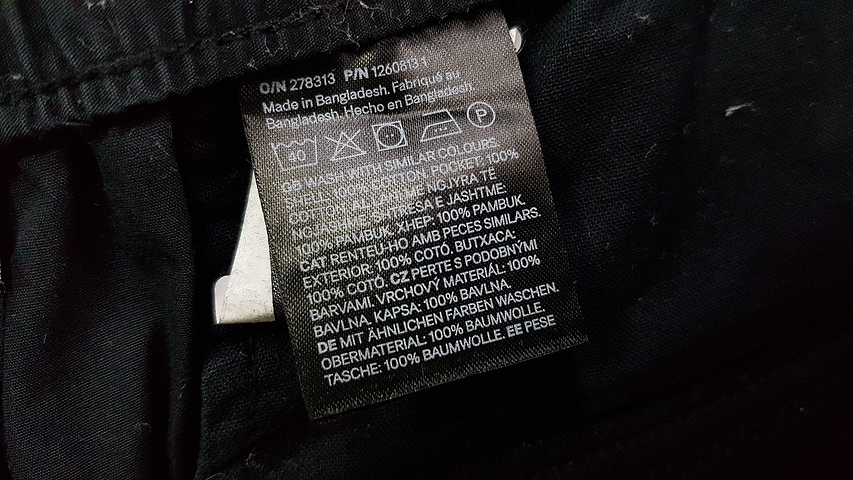 O/N 278313 P/N 1260813 1
Made in Bangladesh. Fabriqué au
Bangladesh. Hecho en Bangladesh.
40 P
GB WASH WITH SIMILAR COLOURS.
SHELL: 100% COTTON. POCKET: 100%
COTTON. AL LANI ME NGJYRA TË
NGJASHME. SHTRESA E JASHTME:
100% PAMBUK. XHEP: 100% PAMBUK.
CAT RENTEU-HO AMB PECES SIMILARS.
EXTERIOR: 100% COTÓ. BUTXACA:
100% COTÓ. CZ PERTE S PODOBNÝMI
BARVAMI. VRCHOVÝ MATERIÁL: 100%
BAVLNA. KAPSA: 100% BAVLNA.
DE MIT ÄHNLICHEN FARBEN WASCHEN.
OBERMATERIAL: 100% BAUMWOLLE.
TASCHE: 100% BAUMWOLLE. EE PESE